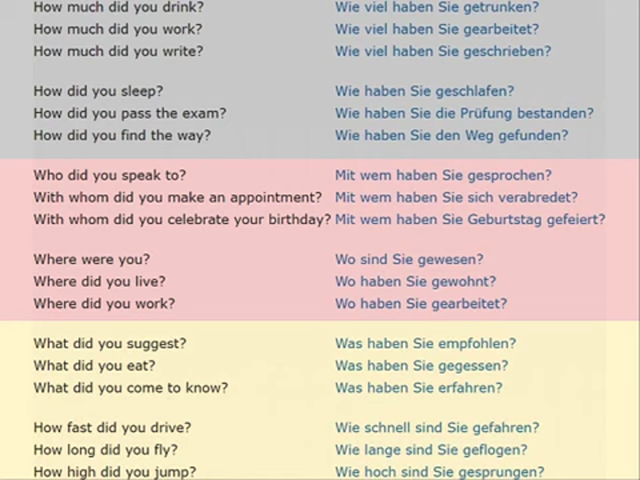 How much did you drink? Wie viel haben Sie getrunken?
How much did you work? Wie viel haben Sie gearbeitet?
How much did you write? Wie viel haben Sie geschrieben?
How did you sleep? Wie haben Sie geschlafen?
How did you pass the exam? Wie haben Sie die Prüfung bestanden?
How did you find the way? Wie haben Sie den Weg gefunden?
Who did you speak to? Mit wem haben Sie gesprochen?
With whom did you make an appointment? Mit wem haben Sie sich verabredet?
With whom did you celebrate your birthday? Mit wem haben Sie Geburtstag gefeiert?
Where were you? Wo sind Sie gewesen?
Where did you live? Wo haben Sie gewohnt?
Where did you work? Wo haben Sie gearbeitet?
What did you suggest? Was haben Sie empfohlen?
What did you eat? Was haben Sie gegessen?
What did you come to know? Was haben Sie erfahren?
How fast did you drive? Wie schnell sind Sie gefahren?
How long did you fly? Wie lange sind Sie geflogen?
How high did you jump? Wie hoch sind Sie gesprungen?